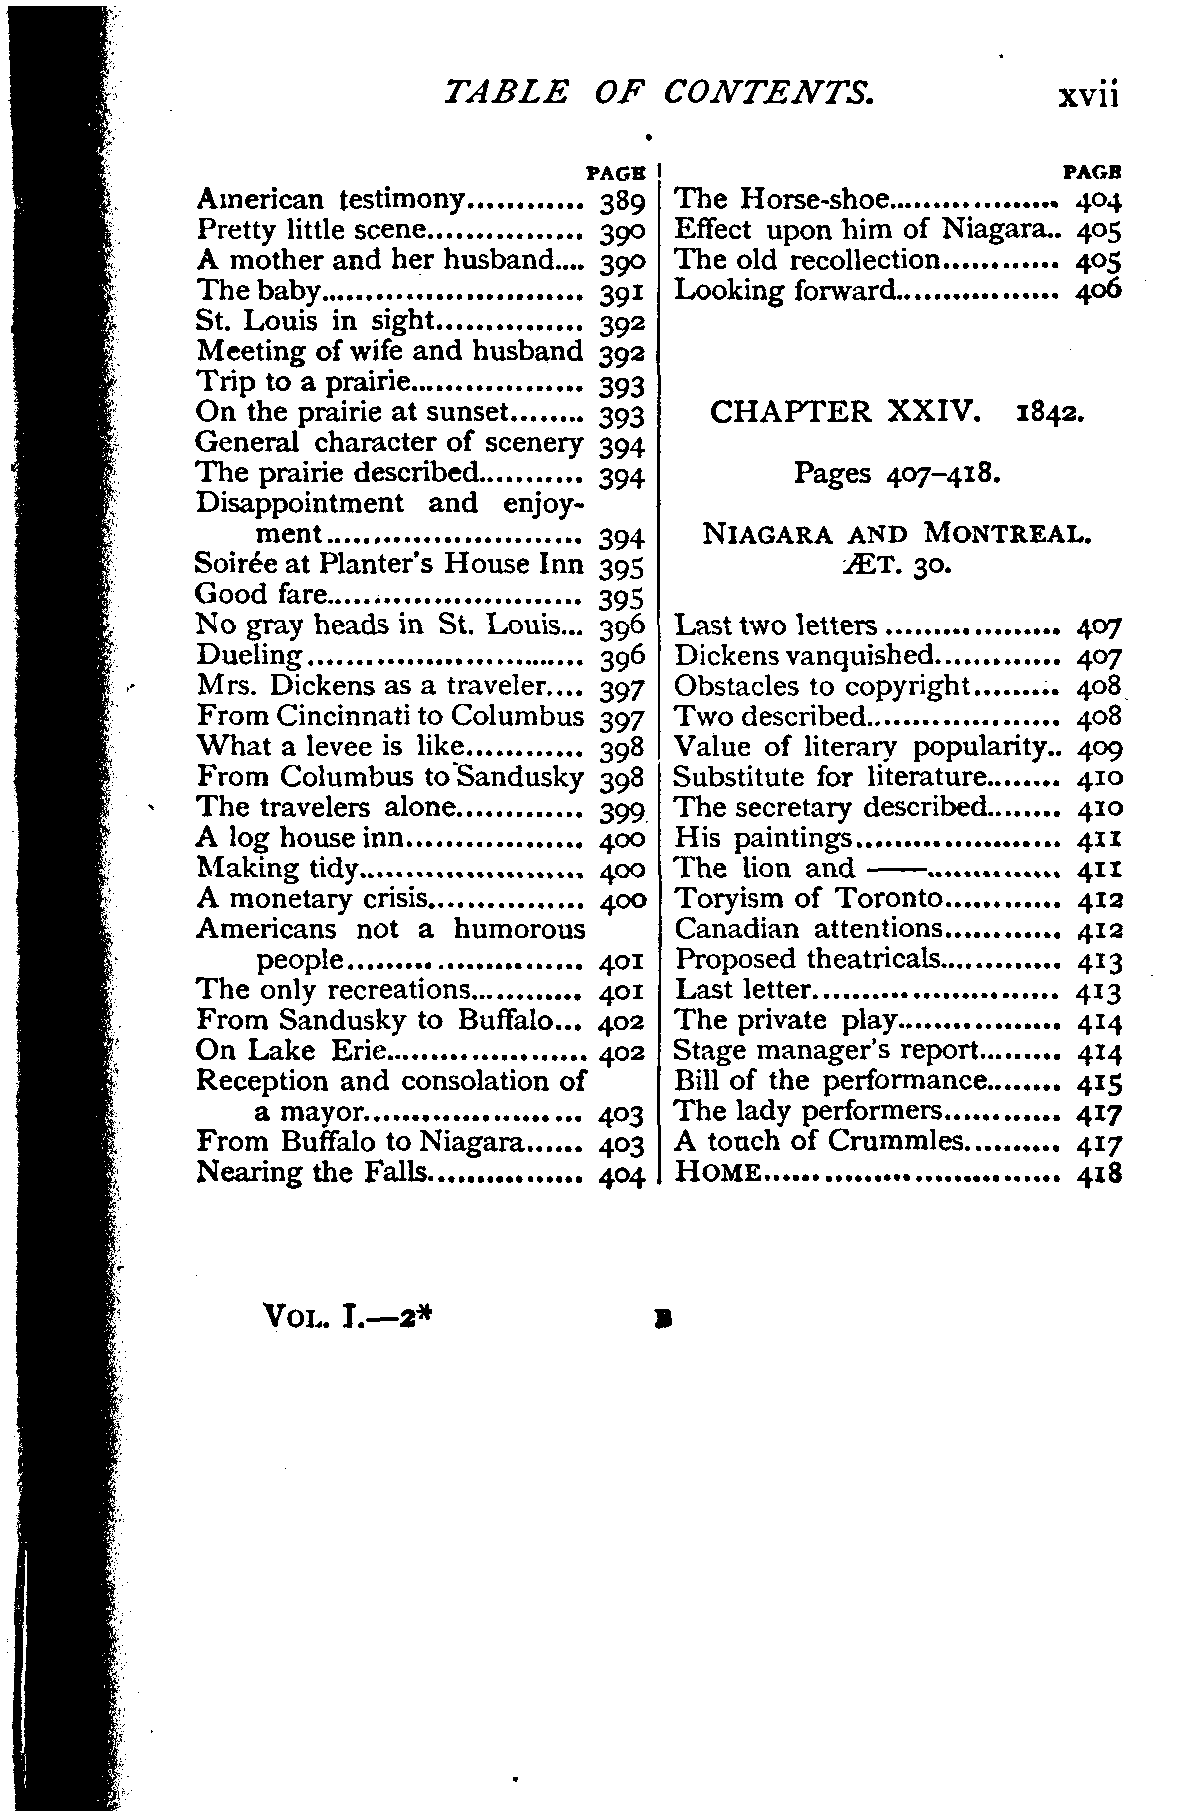 TABLE OF CONTENTS. xvii
PAGE
American testimony............ 389
Pretty little scene................ 390
A mother and her husband.... 390
The baby........................... 391
St. Louis in sight............... 392
Meeting of wife and husband 392
Trip to a prairie.................. 393
On the prairie at sunset........ 393
General character of scenery 394
The prairie described........... 394
Disappointment and enjoy-
ment.......................... 394
Soirée at Planter's House Inn 395
Good fare.......................... 395
No gray heads in St. Louis... 396
Dueling............................ 396
Mrs. Dickens as a traveler.... 397
From Cincinnati to Columbus 397
What a levee is like............ 398
From Columbus to Sandusky 398
The travelers alone............. 399
A log house inn.................. 400
Making tidy....................... 400
A monetary crisis................ 400
Americans not a humorous
people........................ 401
The only recreations............ 401
From Sandusky to Buffalo... 402
On Lake Erie..................... 402
Reception and consolation of
a mayor...................... 403
From Buffalo to Niagara...... 403
Nearing the Falls................ 404
PAGE
The Horse-shoe.................. 404
Effect upon him of Niagara.. 405
The old recollection............ 405
Looking forward................. 406
CHAPTER XXIV. 1842.
Pages 407–418.
NIAGARA AND MONTREAL.
ÆT. 30.
Last two letters .................. 407
Dickens vanquished............. 407
Obstacles to copyright......... 408
Two described.................... 408
Value of literary popularity.. 409
Substitute for literature........ 410
The secretary described........ 410
His paintings..................... 411
The lion and ——.............. 411
Toryism of Toronto............ 412
Canadian attentions............ 412
Proposed theatricals............. 413
Last letter......................... 413
The private play................. 414
Stage manager's report......... 414
Bill of the performance........ 415
The lady performers............ 417
A touch of Crummles.......... 417
HOME.............................. 418
VOL. I.—2* B